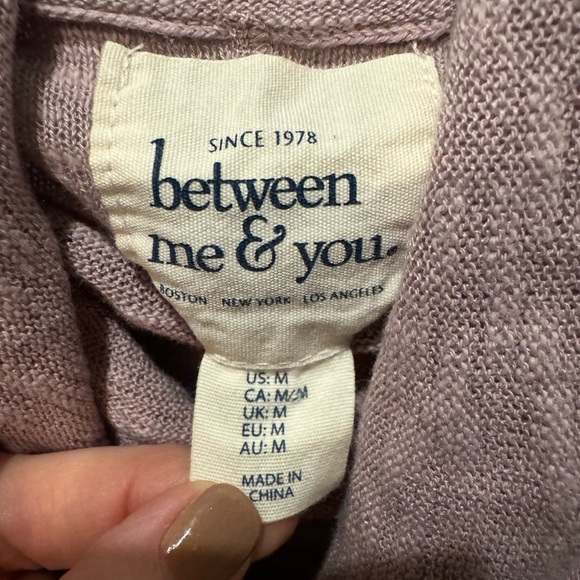 SINCE 1978
between
me & you.
BOSTON NEW YORK LOS ANGELES
US: M
CA: M/M
UK: M
EU: M
AU: M
MADE IN
CHINA